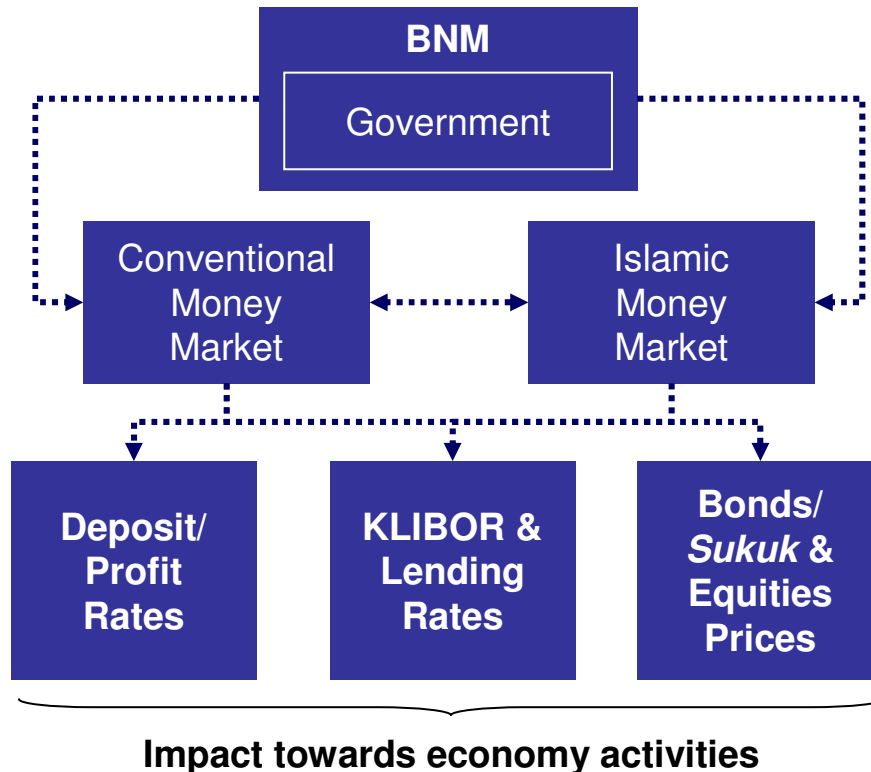 BNM
Government
Conventional
Money
Market
Islamic
Money
Market
Deposit/
Profit
Rates
KLIBOR &
Lending
Rates
Bonds/
Sukuk &
Equities
Prices
Impact towards economy activities